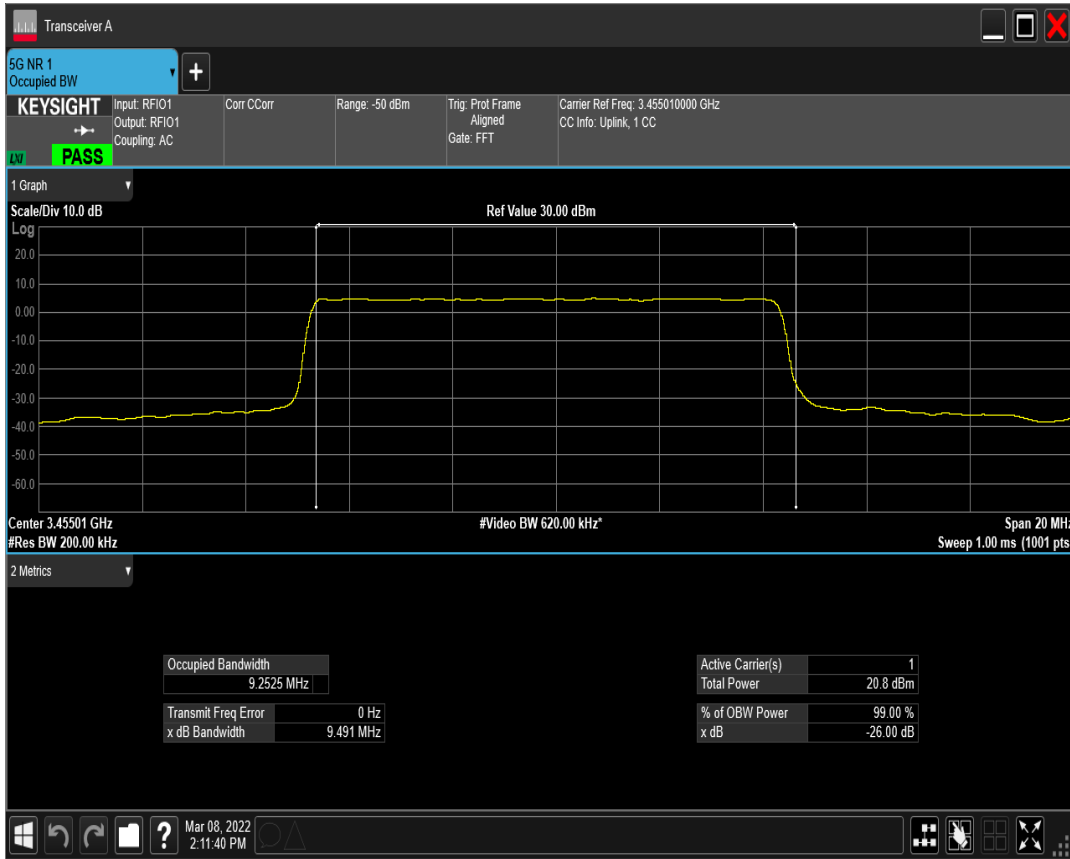 Transceiver A
5G NR 1
Occupied BW
KEYSIGHT
LXI
PASS
Input: RFIO1
Output: RFIO1
Coupling: AC
Corr CCorr
Range: -50 dBm
Trig: Prot Frame
Aligned
Gate: FFT
Carrier Ref Freq: 3.455010000 GHz
CC Info: Uplink, 1 CC
1 Graph
Scale/Div 10.0 dB
Ref Value 30.00 dBm
Log
20.0
10.0
0.00
-10.0
-20.0
-30.0
-40.0
-50.0
-60.0
Center 3.45501 GHz
#Video BW 620.00 kHz*
Span 20 MHz
#Res BW 200.00 kHz
Sweep 1.00 ms (1001 pts
2 Metrics
Occupied Bandwidth
9.2525 MHz
Transmit Freq Error 0 Hz
x dB Bandwidth 9.491 MHz
Active Carrier(s) 1
Total Power 20.8 dBm
% of OBW Power 99.00 %
x dB -26.00 dB
?
Mar 08, 2022
2:11:40 PM